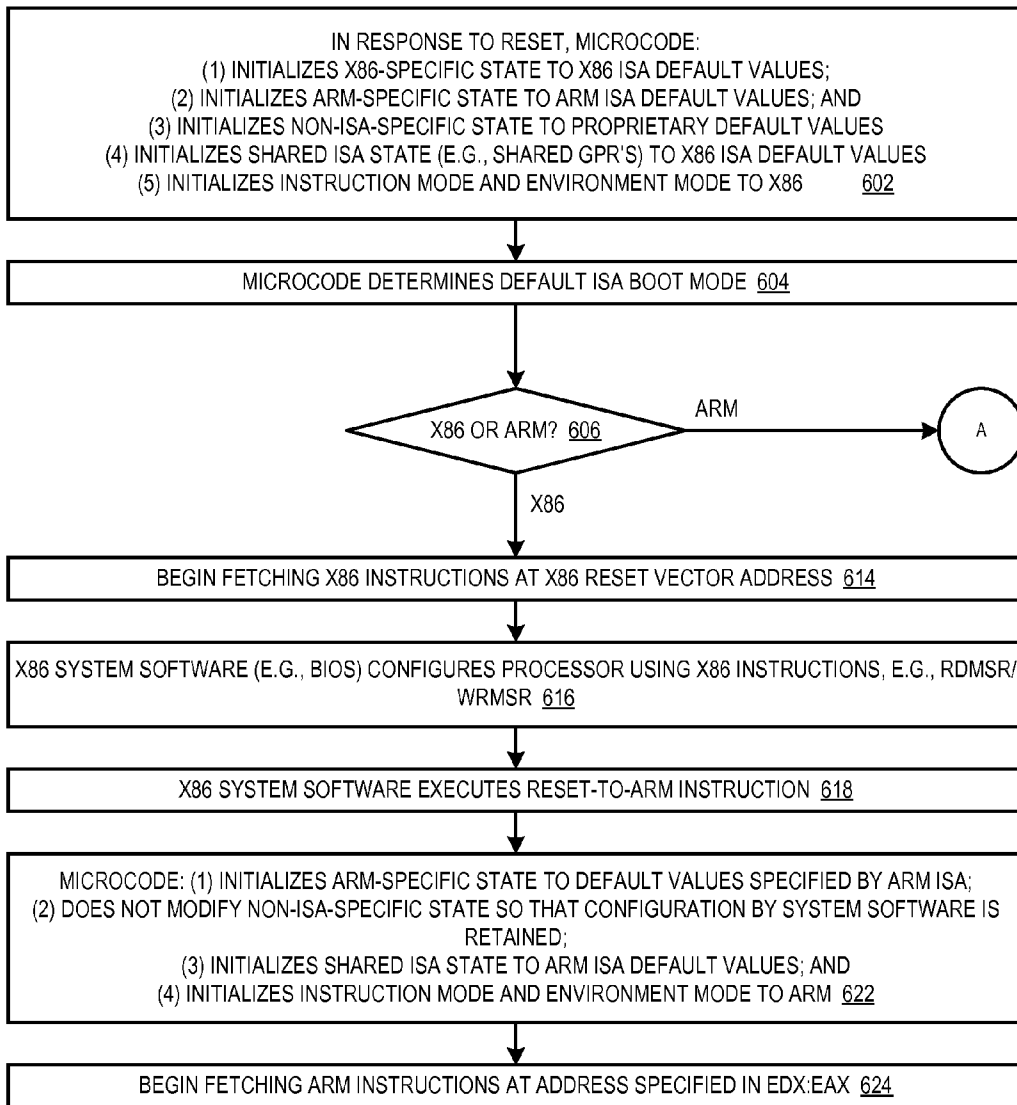 IN RESPONSE TO RESET, MICROCODE:
(1) INITIALIZES X86-SPECIFIC STATE TO X86 ISA DEFAULT VALUES;
(2) INITIALIZES ARM-SPECIFIC STATE TO ARM ISA DEFAULT VALUES; AND
(3) INITIALIZES NON-ISA-SPECIFIC STATE TO PROPRIETARY DEFAULT VALUES
(4) INITIALIZES SHARED ISA STATE (E.G., SHARED GPR'S) TO X86 ISA DEFAULT VALUES
(5) INITIALIZES INSTRUCTION MODE AND ENVIRONMENT MODE TO X86 602
MICROCODE DETERMINES DEFAULT ISA BOOT MODE 604
X86 OR ARM? 606
ARM
A
X86
BEGIN FETCHING X86 INSTRUCTIONS AT X86 RESET VECTOR ADDRESS 614
X86 SYSTEM SOFTWARE (E.G., BIOS) CONFIGURES PROCESSOR USING X86 INSTRUCTIONS, E.G., RDMSR/
WRMSR 616
X86 SYSTEM SOFTWARE EXECUTES RESET-TO-ARM INSTRUCTION 618
MICROCODE: (1) INITIALIZES ARM-SPECIFIC STATE TO DEFAULT VALUES SPECIFIED BY ARM ISA;
(2) DOES NOT MODIFY NON-ISA-SPECIFIC STATE SO THAT CONFIGURATION BY SYSTEM SOFTWARE IS
RETAINED;
(3) INITIALIZES SHARED ISA STATE TO ARM ISA DEFAULT VALUES; AND
(4) INITIALIZES INSTRUCTION MODE AND ENVIRONMENT MODE TO ARM 622
BEGIN FETCHING ARM INSTRUCTIONS AT ADDRESS SPECIFIED IN EDX:EAX 624